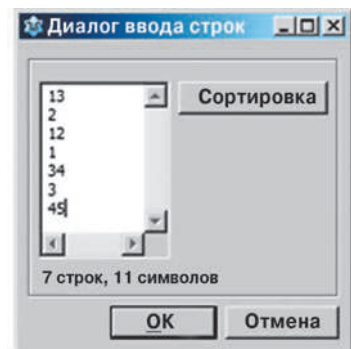 Диалог ввода строк
13
2
12
1
34
3
45
Сортировка
7 строк, 11 символов
OK
Отмена